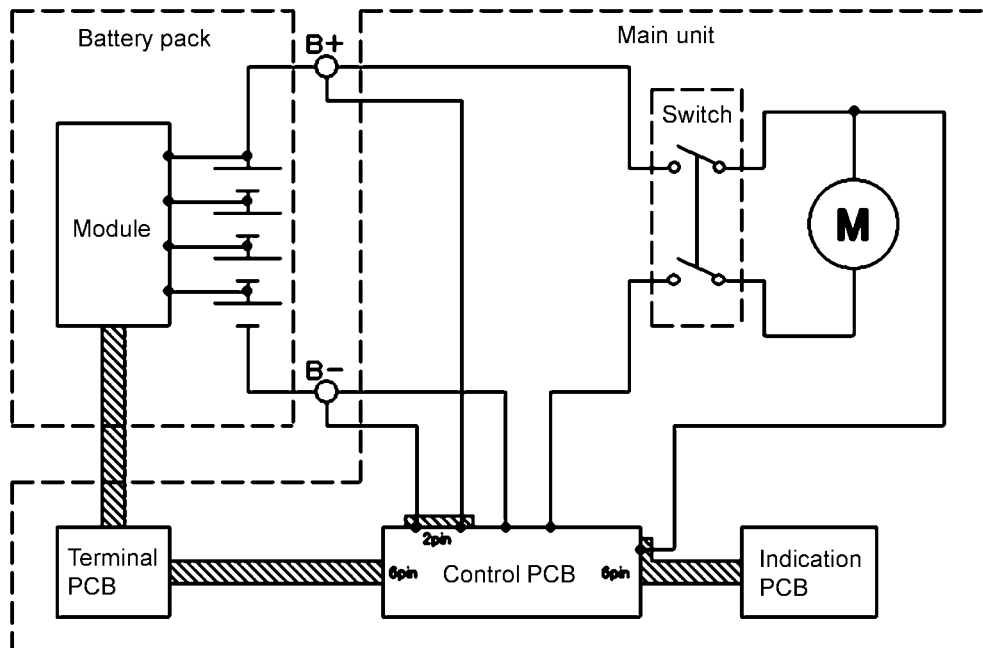 Battery pack
B+
Main unit
Switch
Module
M
B-
Terminal
PCB
2pin
6pin
Control PCB
6pin
Indication
PCB